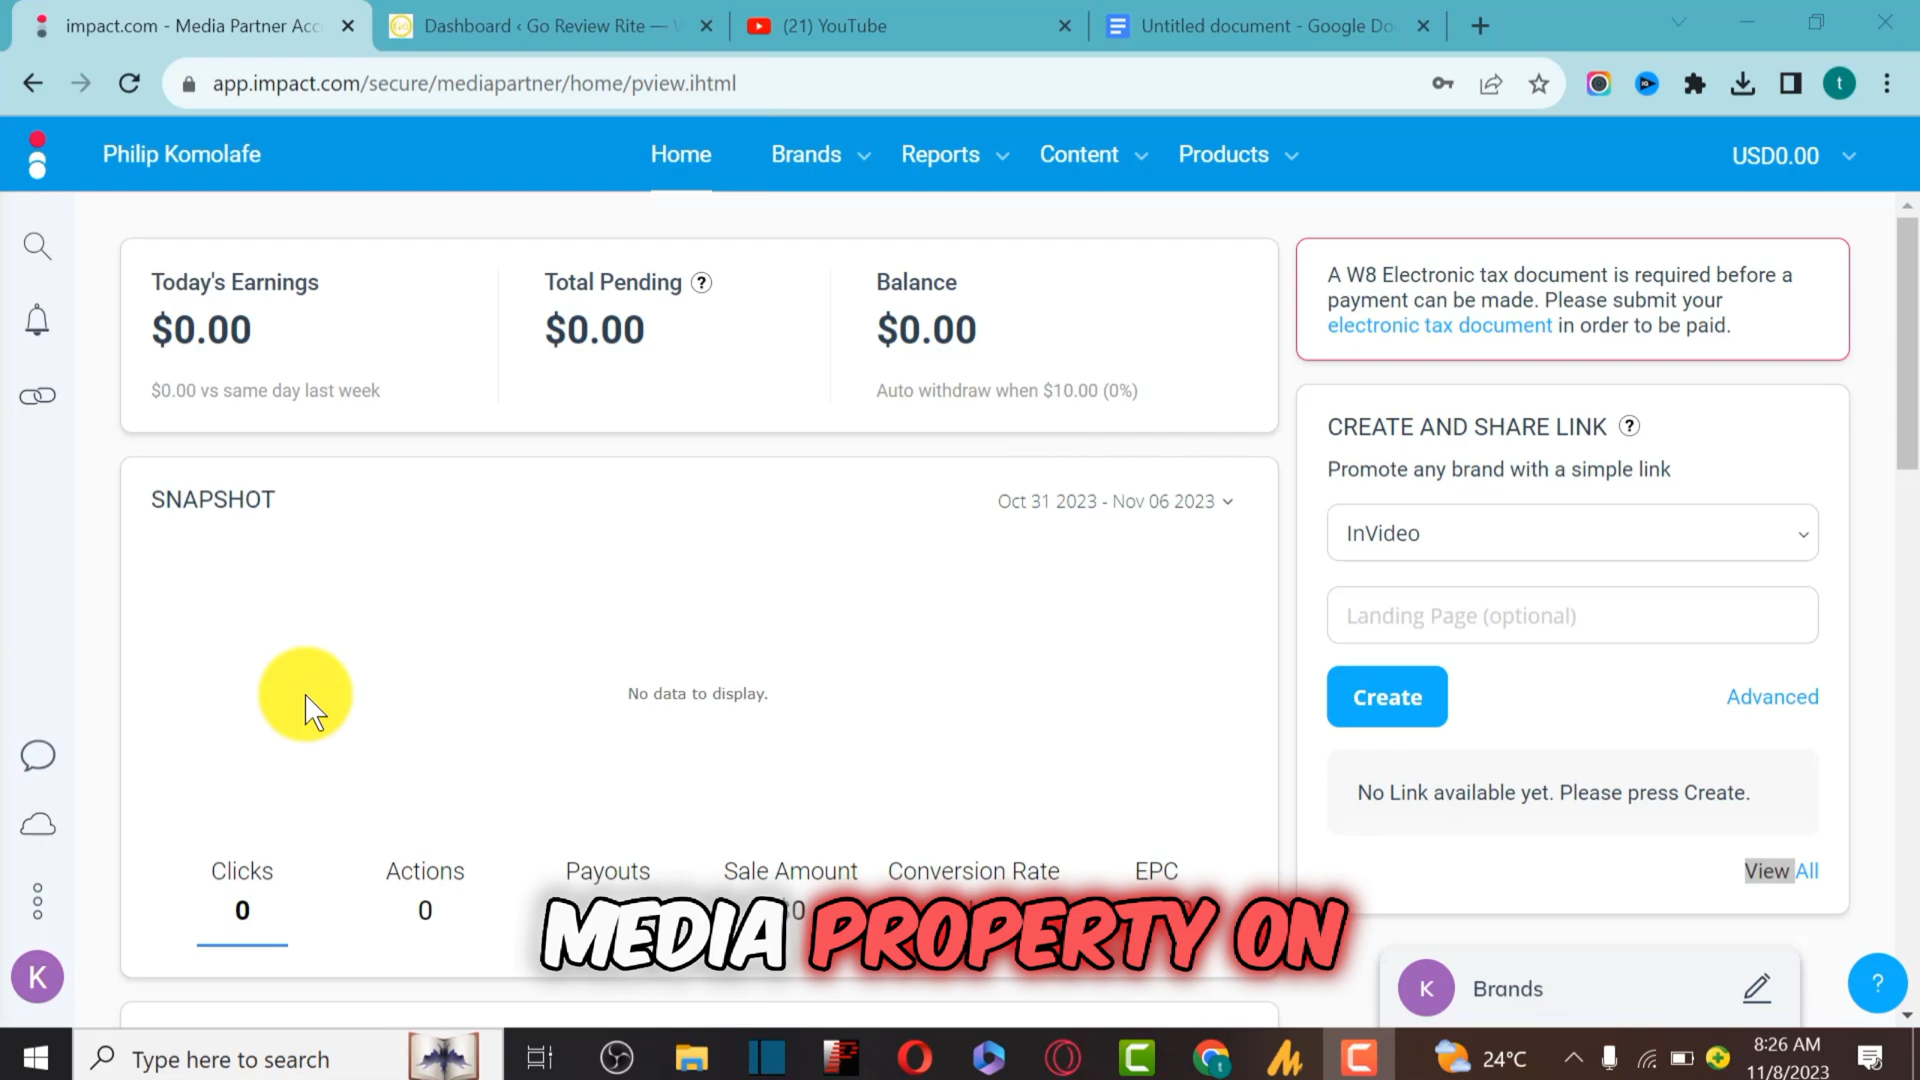 impact.com - Media Partner Acc
Dashboard ‹ Go Review Rite — W
(21) YouTube
Untitled document - Google Do
app.impact.com/secure/mediapartner/home/pview.ihtml
t
Philip Komolafe
Home
Brands
Reports
Content
Products
USD0.00
Today's Earnings
$0.00
$0.00 vs same day last week
Total Pending ?
$0.00
Balance
$0.00
Auto withdraw when $10.00 (0%)
A W8 Electronic tax document is required before a
payment can be made. Please submit your
electronic tax document in order to be paid.
SNAPSHOT
Oct 31 2023 - Nov 06 2023
No data to display.
Clicks
0
Actions
0
Payouts
Sale Amount
Conversion Rate
EPC
CREATE AND SHARE LINK ?
Promote any brand with a simple link
InVideo
Landing Page (optional)
Create
Advanced
No Link available yet. Please press Create.
View All
MEDIA PROPERTY ON
K
K
Brands
?
Type here to search
24°C
8:26 AM
11/8/2023